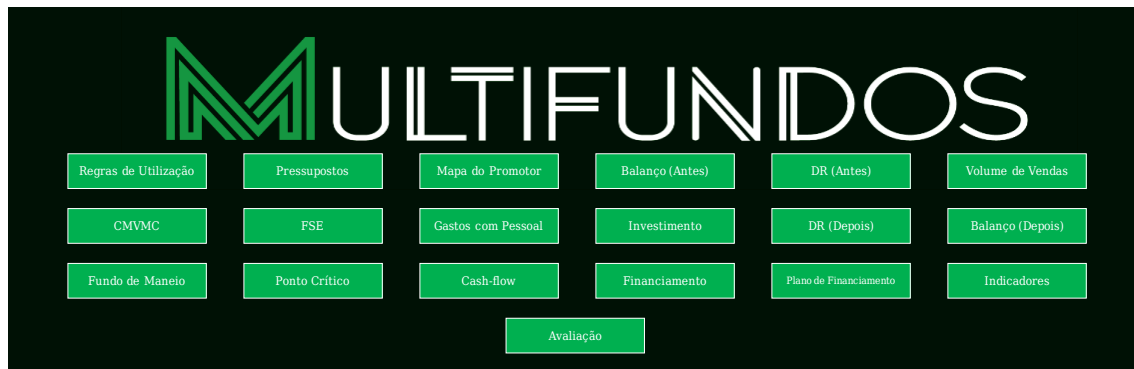 MULTIFUNDOS
Regras de Utilização
Pressupostos
Mapa do Promotor
Balanço (Antes)
DR (Antes)
Volume de Vendas
CMVMC
FSE
Gastos com Pessoal
Investimento
DR (Depois)
Balanço (Depois)
Fundo de Maneio
Ponto Crítico
Cash-flow
Financiamento
Plano de Financiamento
Indicadores
Avaliação